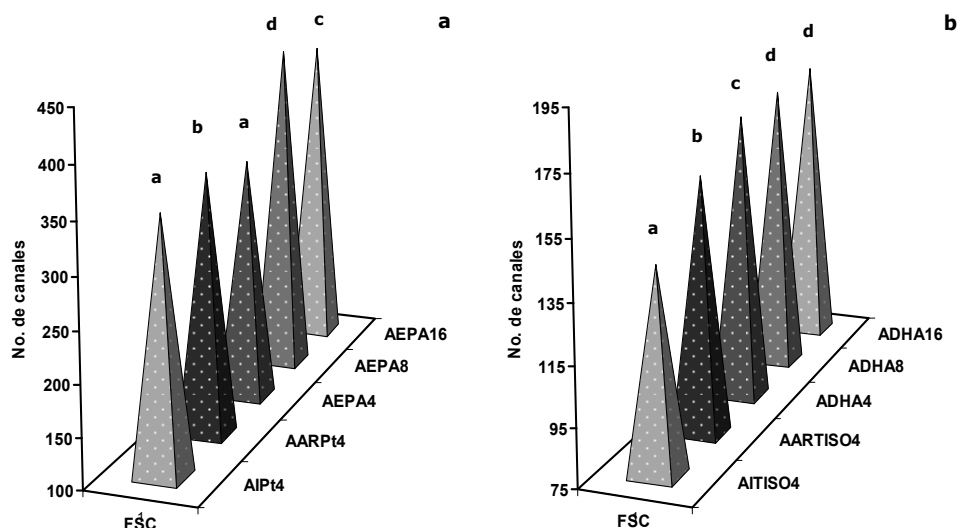 a
d
c
b
a
a
450
400
350
300
250
200
150
100
No. de canales
AEPA16
AEPA8
AEPA4
AARPt4
AIPt4
1
FSC
b
d
d
c
b
a
195
175
155
135
115
95
75
No. de canales
ADHA16
ADHA8
ADHA4
AARTISO4
AITISO4
FSC